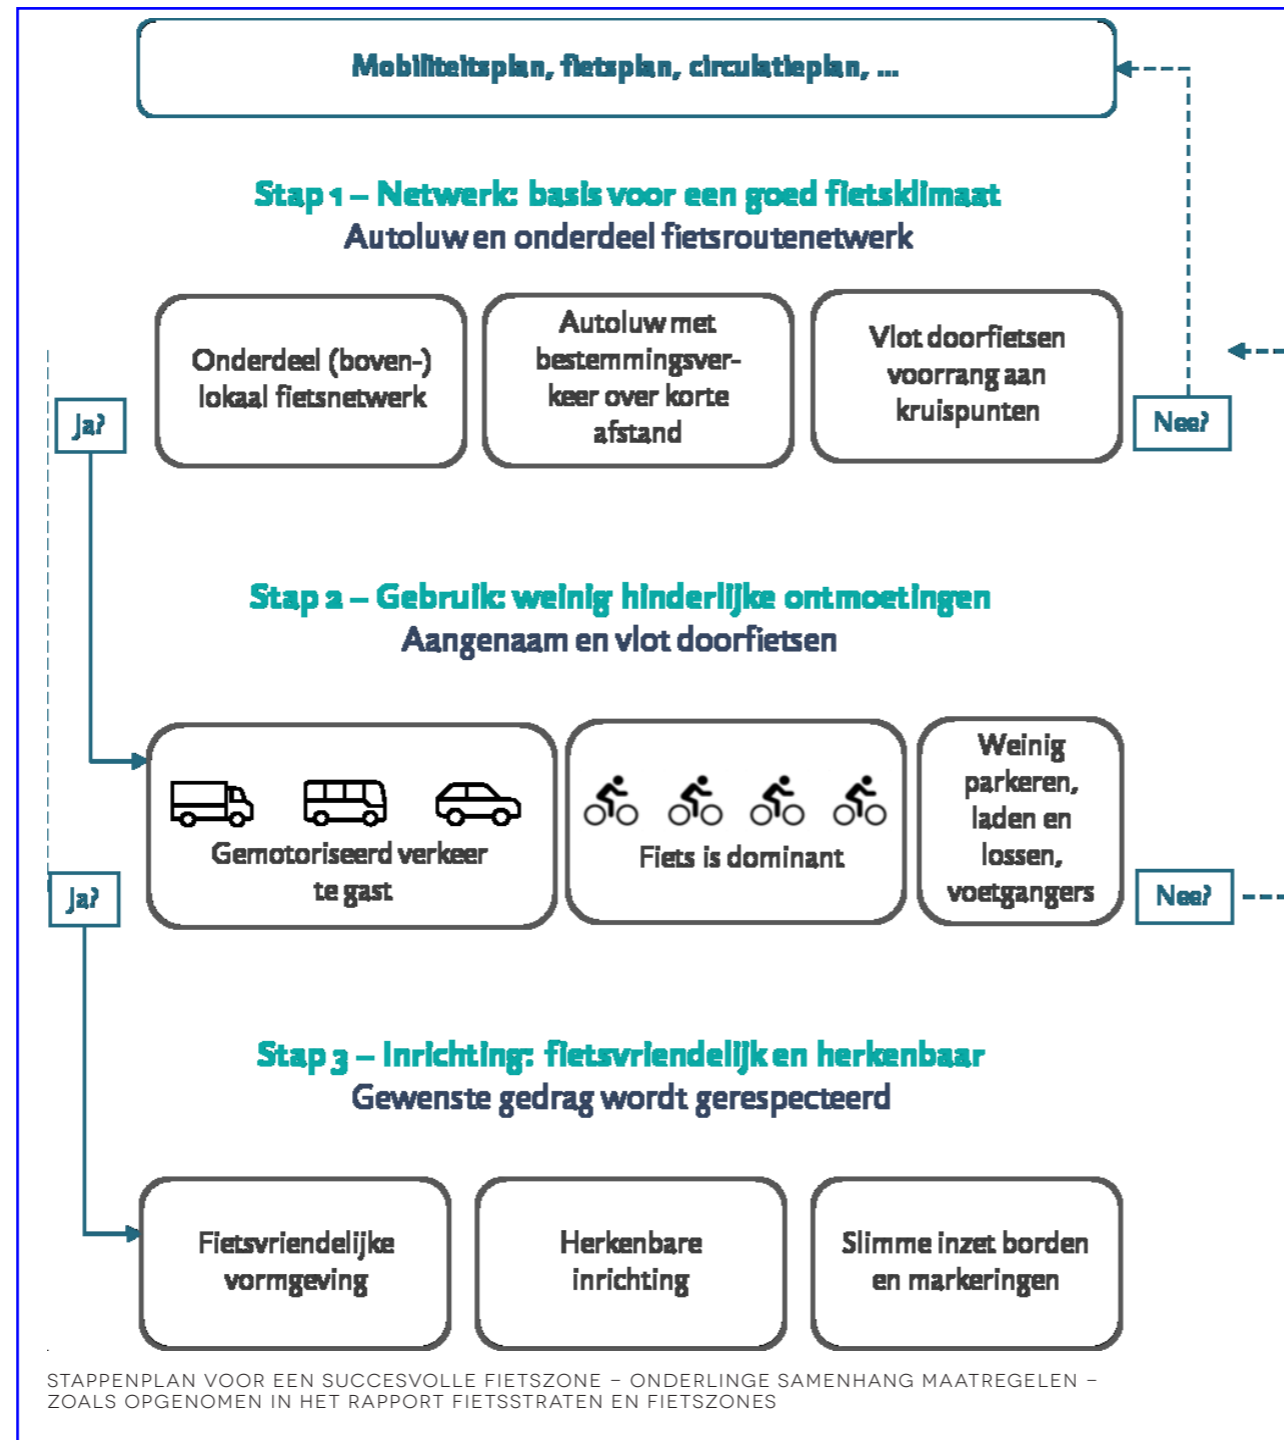 Mobiliteitsplan, fietsplan, circulatieplan, ...
Stap 1 – Netwerk: basis voor een goed fietsklimaat
Autoluw en onderdeel fietsroutenetwerk
Onderdeel (boven-)
lokaal fietsnetwerk
Autoluw met
bestemmingsver-
keer over korte
afstand
Vlot doorfietsen
voorrang aan
kruispunten
Ja?
Nee?
Stap 2 – Gebruik: weinig hinderlijke ontmoetingen
Aangenaam en vlot doorfietsen
Gemotoriseerd verkeer
te gast
Fiets is dominant
Weinig
parkeren,
laden en
lossen,
voetgangers
Ja?
Nee?
Stap 3 – Inrichting: fietsvriendelijk en herkenbaar
Gewenste gedrag wordt gerespecteerd
Fietsvriendelijke
vormgeving
Herkenbare
inrichting
Slimme inzet borden
en markeringen
STAPPENPLAN VOOR EEN SUCCESVOLLE FIETSZONE – ONDERLINGE SAMENHANG MAATREGELEN –
ZOALS OPGENOMEN IN HET RAPPORT FIETSSTRATEN EN FIETSZONES